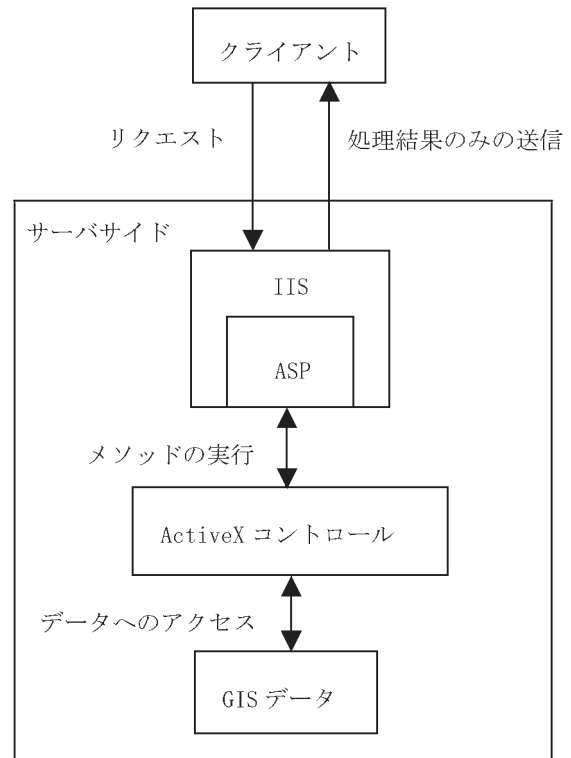 クライアント
リクエスト
処理結果のみの送信
サーバサイド
IIS
ASP
メソッドの実行
ActiveX コントロール
データへのアクセス
GIS データ